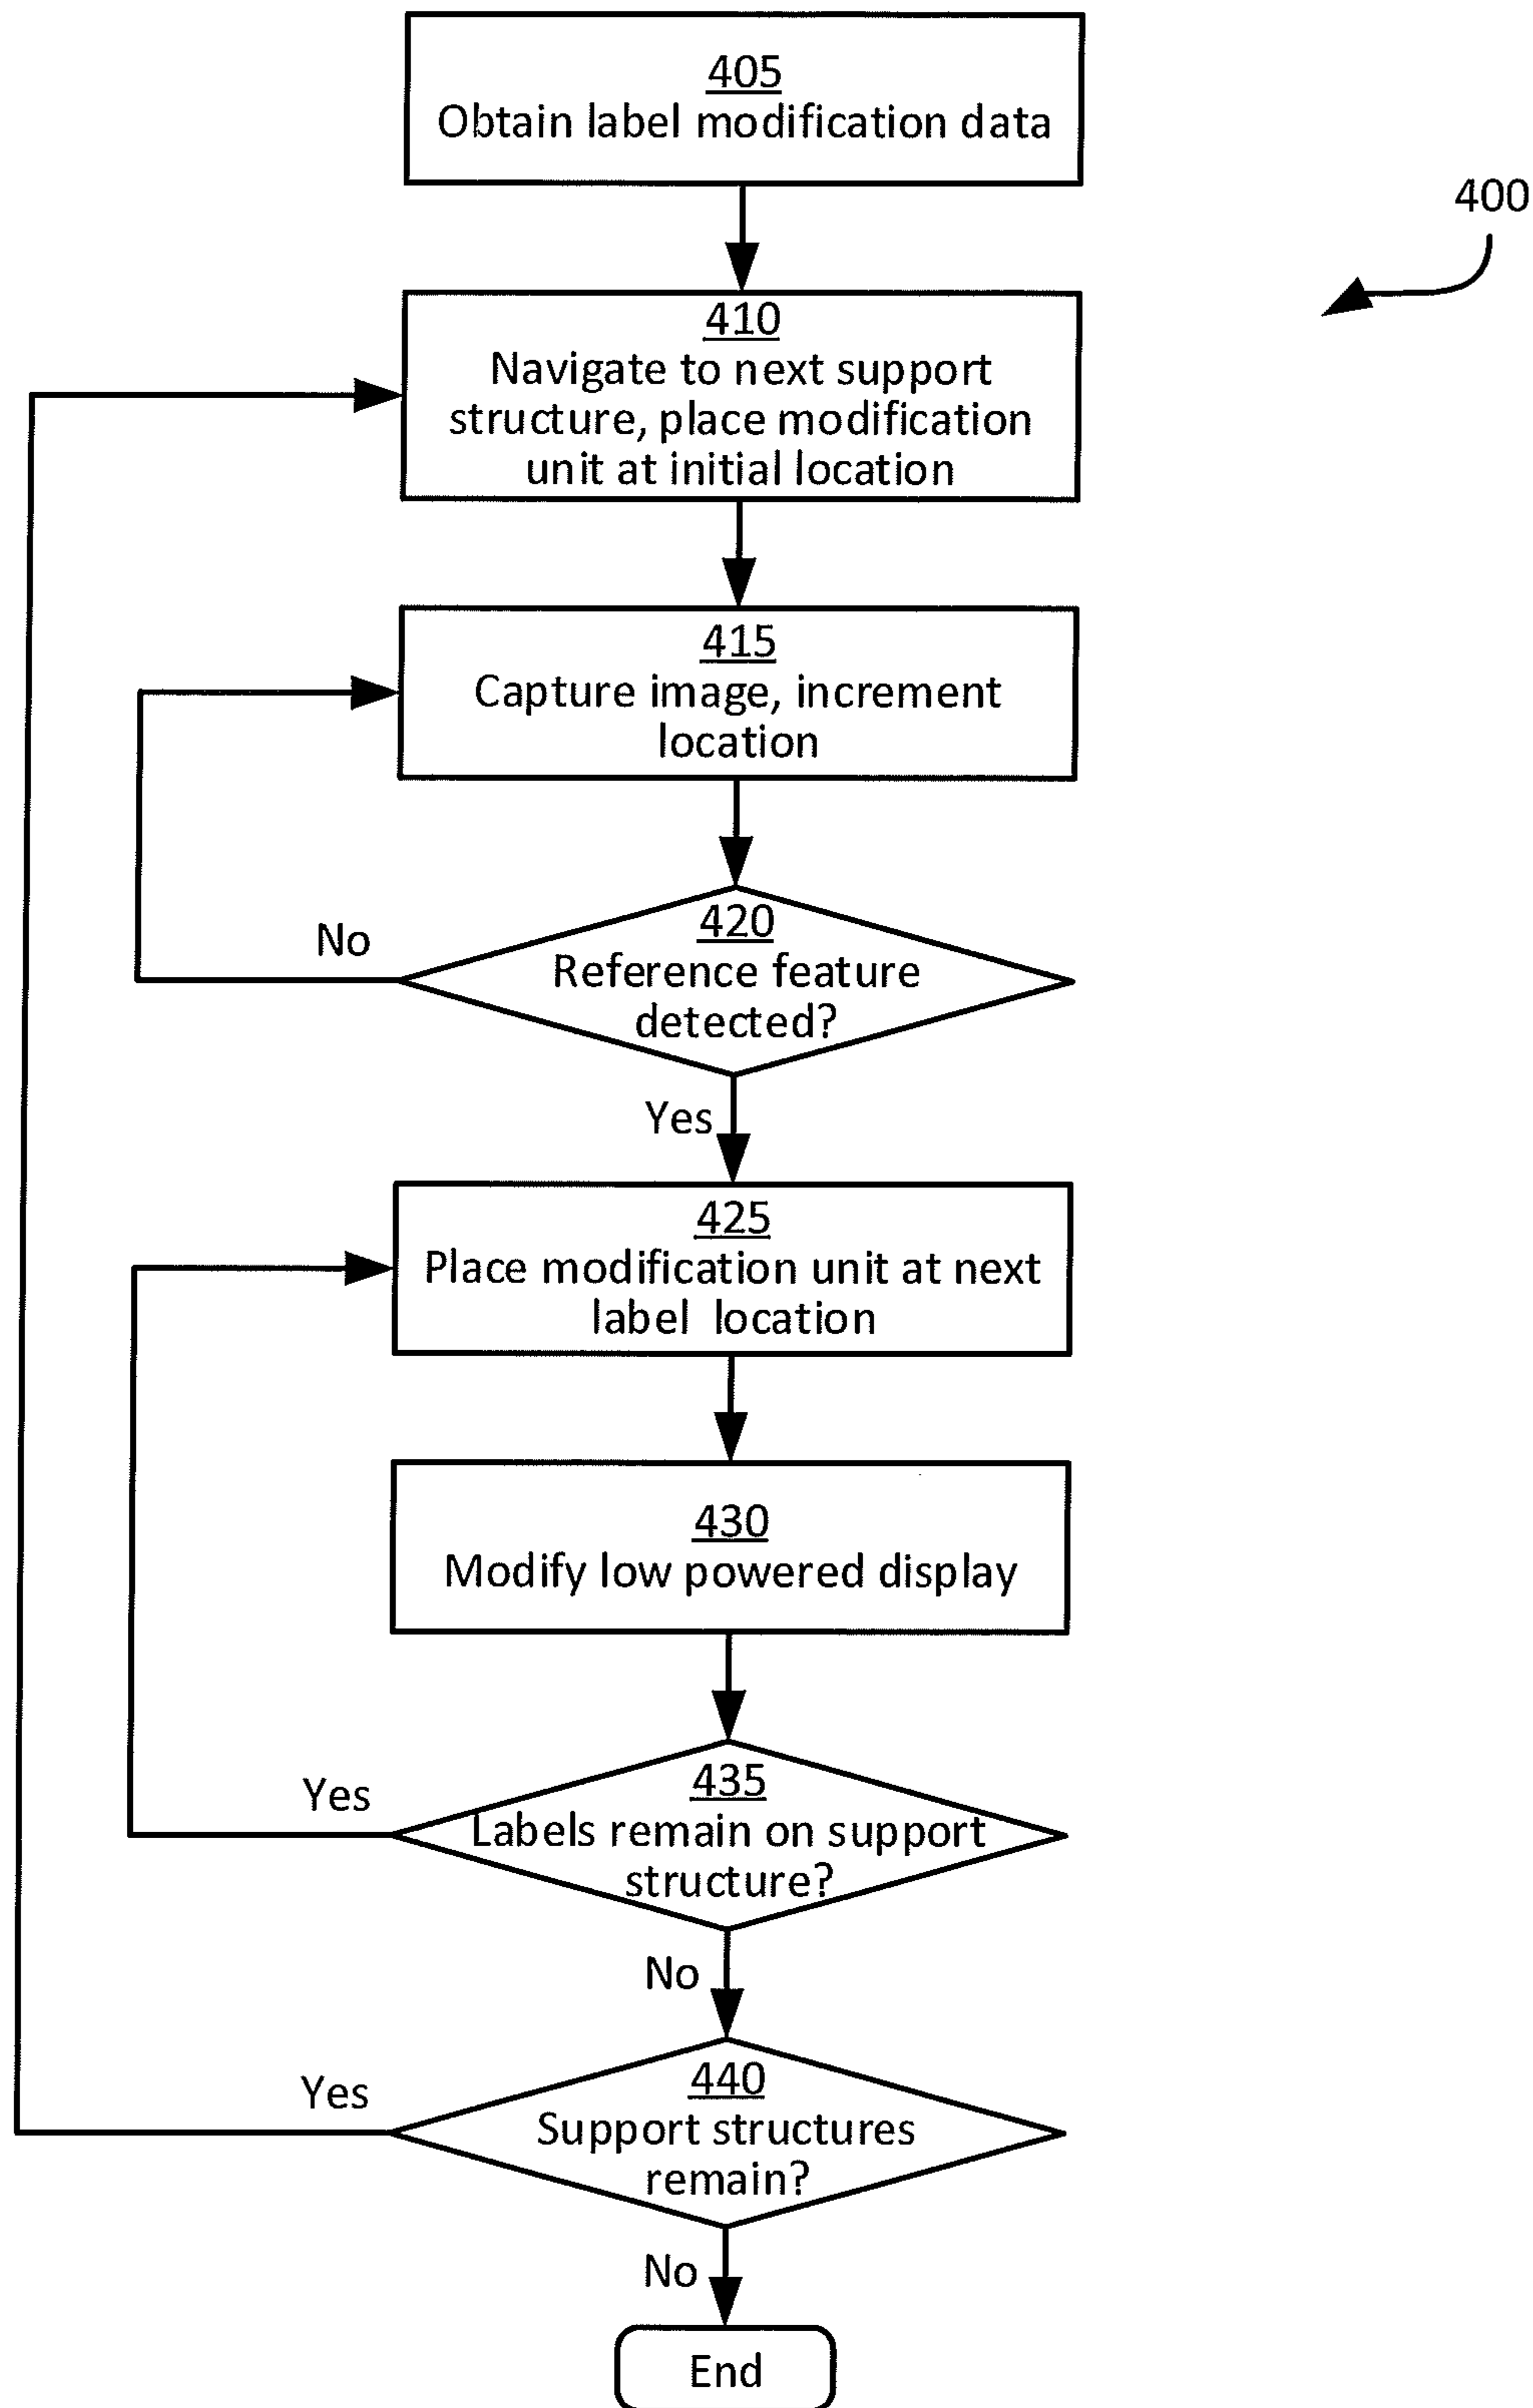 405
Obtain label modification data
400
410
Navigate to next support
structure, place modification
unit at initial location
415
Capture image, increment
location
420
Reference feature
detected?
No
Yes
425
Place modification unit at next
label location
430
Modify low powered display
435
Labels remain on support
structure?
Yes
No
440
Support structures
remain?
Yes
No
End